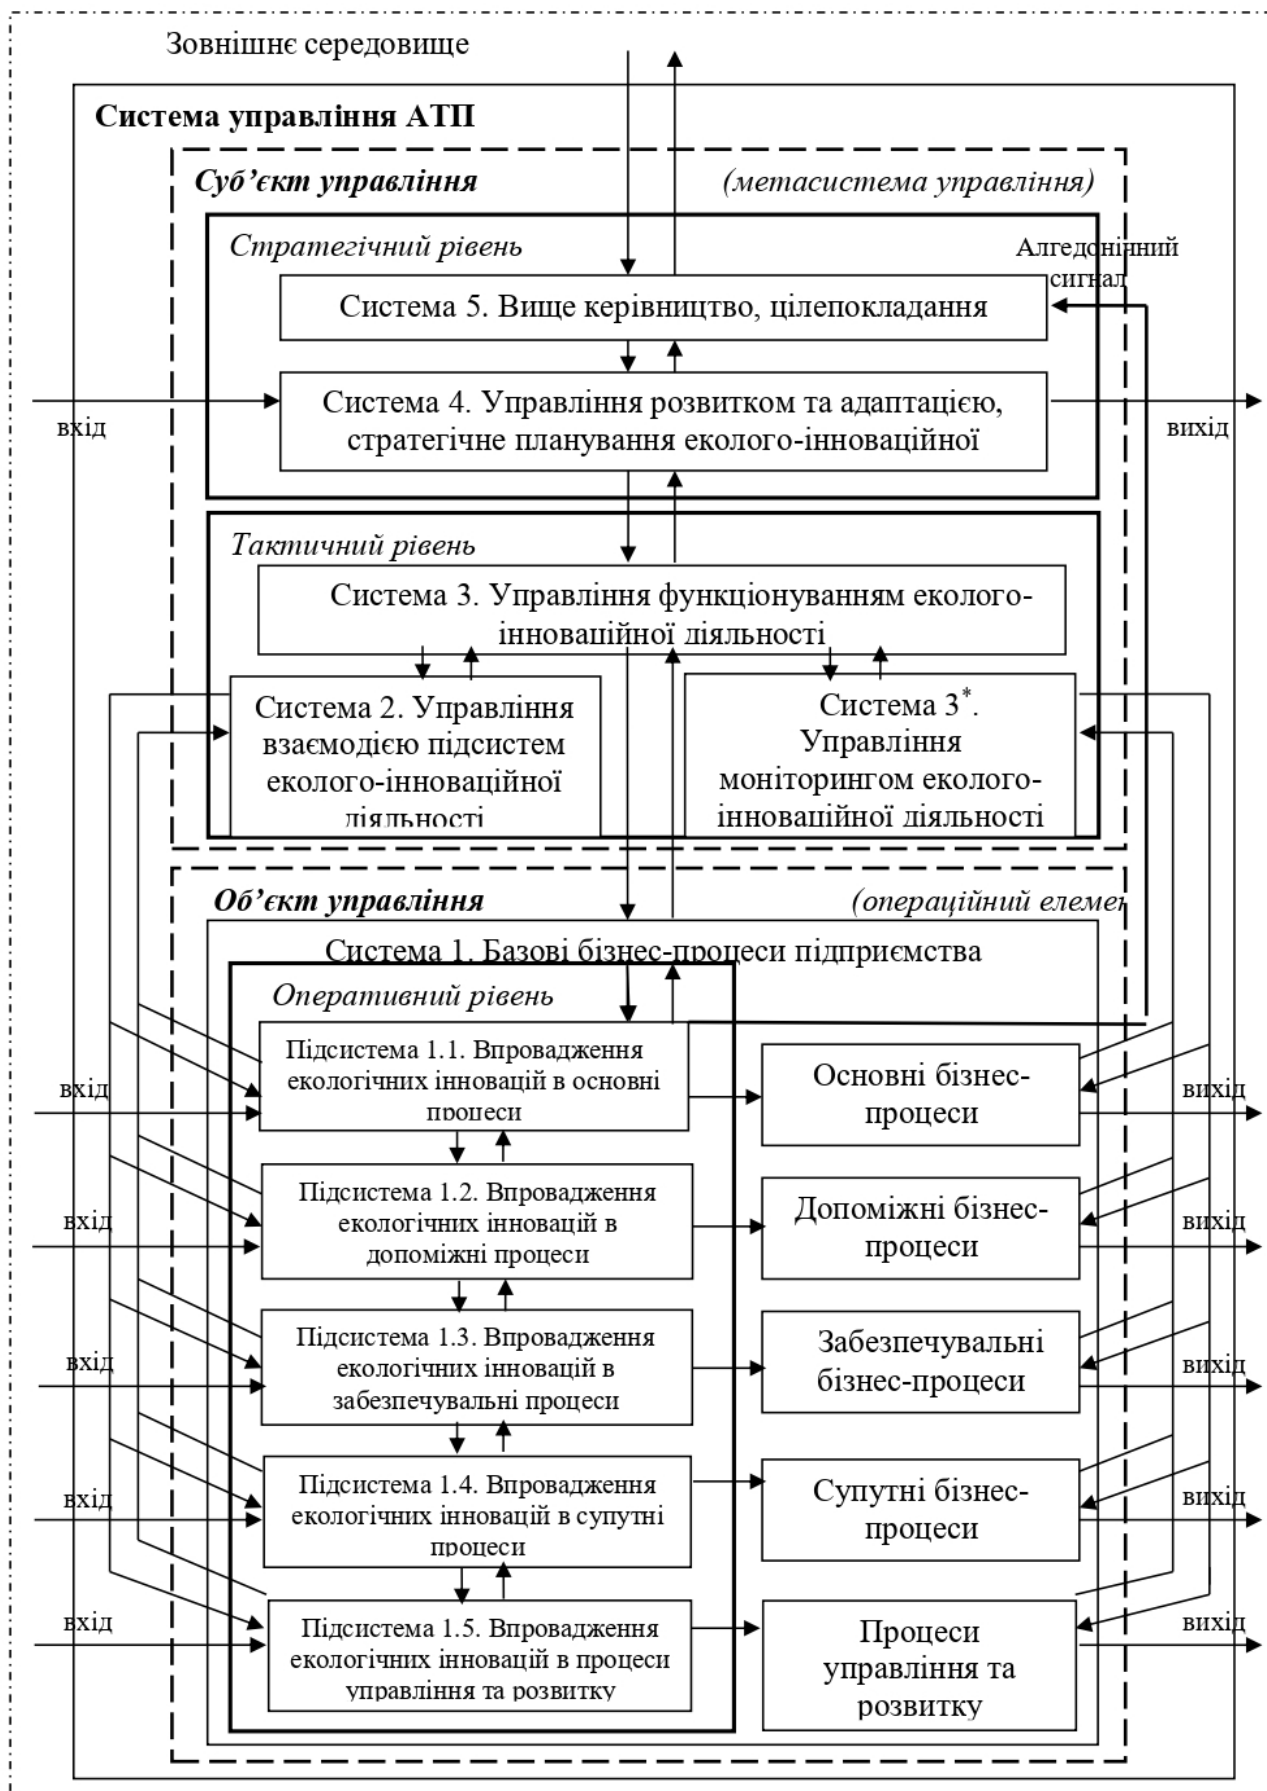 Зовнішнє середовище
Система управління АТП
Суб’єкт управління
(метасистема управління)
Стратегічний рівень
Алгедонічний
сигнал
Система 5. Вище керівництво, цілепокладання
Система 4. Управління розвитком та адаптацією,
стратегічне планування еколого-інноваційної
вхід
вихід
Тактичний рівень
Система 3. Управління функціонуванням еколого-
інноваційної діяльності
Система 2. Управління
взаємодією підсистем
еколого-інноваційної
діяльності
Система 3*.
Управління
моніторингом еколого-
інноваційної діяльності
Об’єкт управління
(операційний елемен
Система 1. Базові бізнес-процеси підприємства
Оперативний рівень
вхід
Підсистема 1.1. Впровадження
екологічних інновацій в основні
процеси
Основні бізнес-
процеси
вихід
вхід
Підсистема 1.2. Впровадження
екологічних інновацій в
допоміжні процеси
Допоміжні бізнес-
процеси
вихід
вхід
Підсистема 1.3. Впровадження
екологічних інновацій в
забезпечувальні процеси
Забезпечувальні
бізнес-процеси
вихід
вхід
Підсистема 1.4. Впровадження
екологічних інновацій в супутні
процеси
Супутні бізнес-
процеси
вихід
вхід
Підсистема 1.5. Впровадження
екологічних інновацій в процеси
управління та розвитку
Процеси
управління та
розвитку
вихід